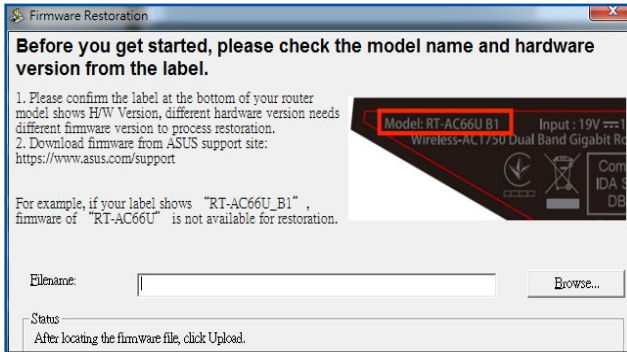 Firmware Restoration
Before you get started, please check the model name and hardware
version from the label.
1. Please confirm the label at the bottom of your router
model shows H/W Version, different hardware version needs
different firmware version to process restoration.
2. Download firmware from ASUS support site:
https://www.asus.com/support
For example, if your label shows “RT-AC66U_B1”,
firmware of “RT-AC66U” is not available for restoration.
Model: RT-AC66U B1
Input : 19V
Wireless-AC1750 Dual Band Gigabit
IDA
DB
Filename:
Browse...
Status
After locating the firmware file, click Upload.